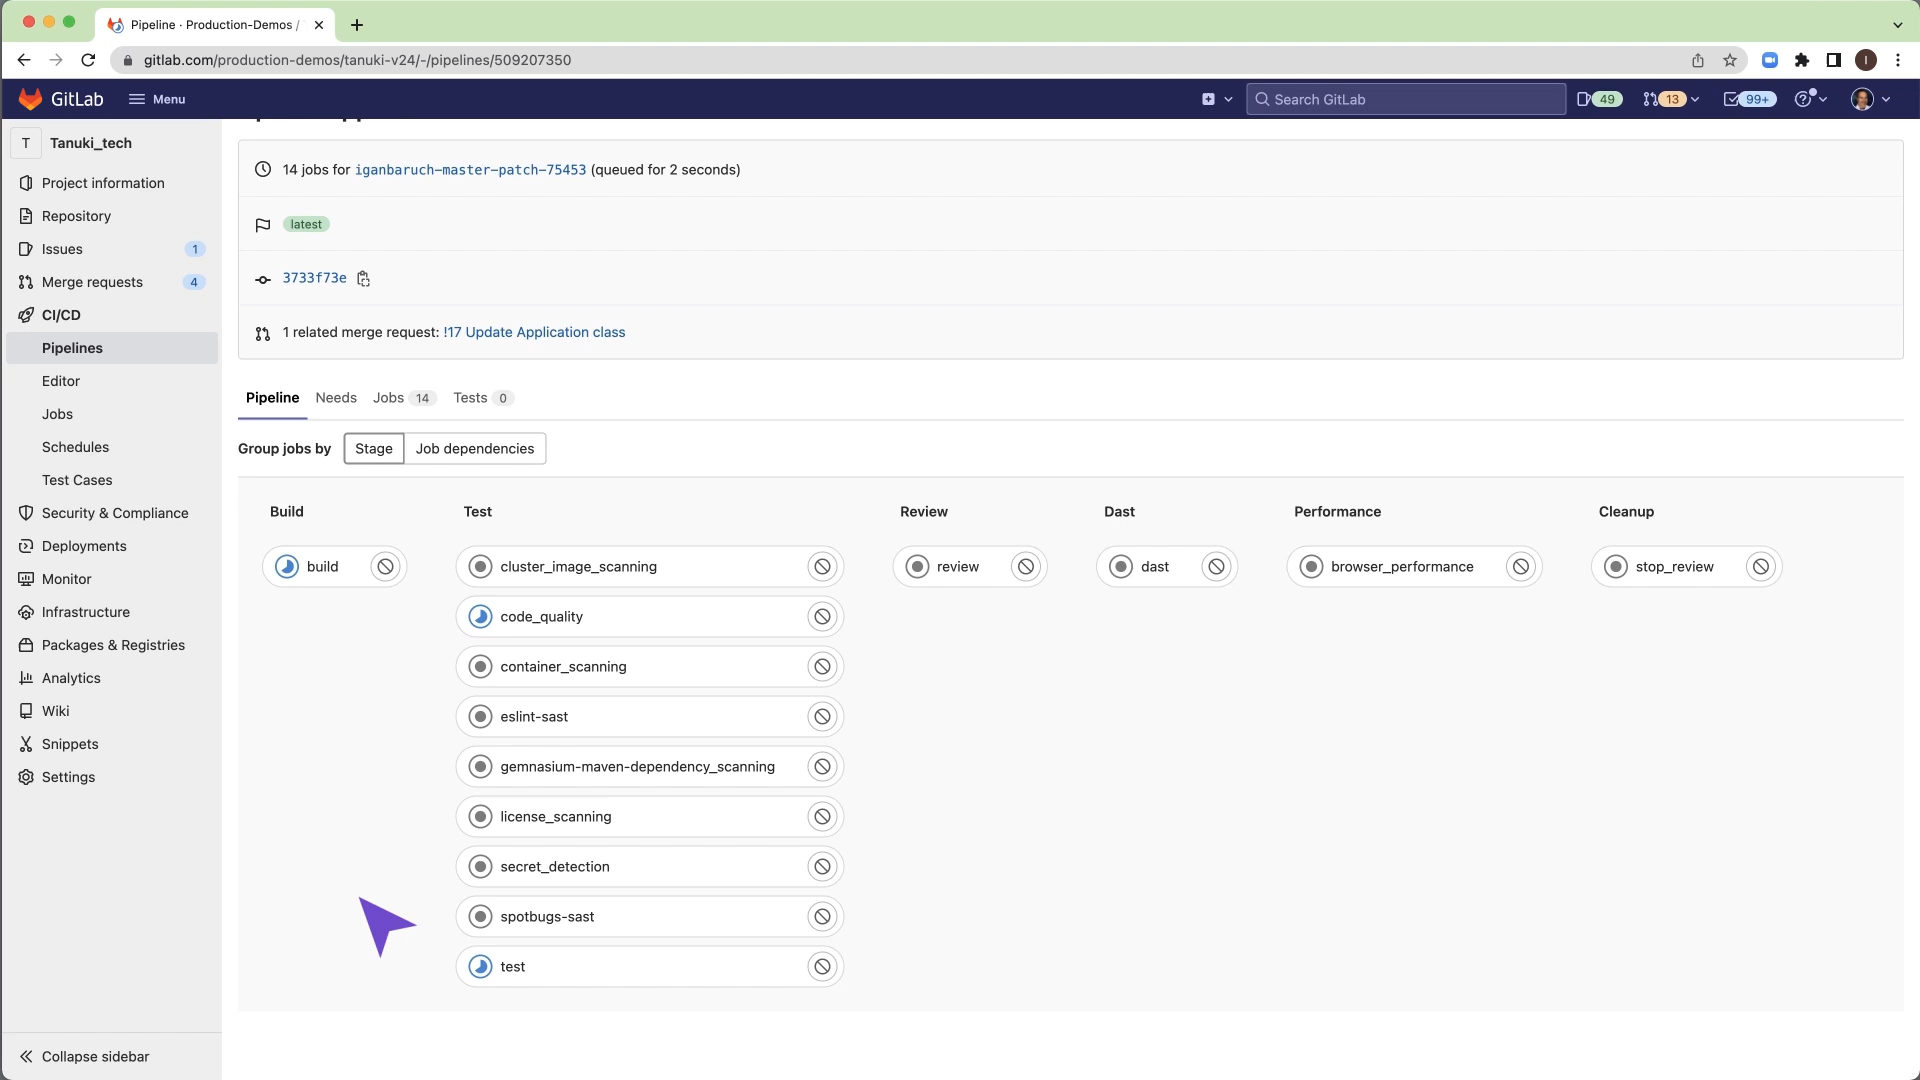 Pipeline · Production-Demos /
gitlab.com/production-demos/tanuki-v24/-/pipelines/509207350
GitLab Menu Search GitLab 49 13 99+ I
T Tanuki_tech
Project information
Repository
Issues 1
Merge requests 4
CI/CD
Pipelines
Editor
Jobs
Schedules
Test Cases
Security & Compliance
Deployments
Monitor
Infrastructure
Packages & Registries
Analytics
Wiki
Snippets
Settings
Collapse sidebar
14 jobs for iganbaruch-master-patch-75453 (queued for 2 seconds)
latest
3733f73e
1 related merge request: !17 Update Application class
Pipeline Needs Jobs 14 Tests 0
Group jobs by Stage Job dependencies
Build Test Review Dast Performance Cleanup
build cluster_image_scanning review dast browser_performance stop_review
code_quality
container_scanning
eslint-sast
gemnasium-maven-dependency_scanning
license_scanning
secret_detection
spotbugs-sast
test